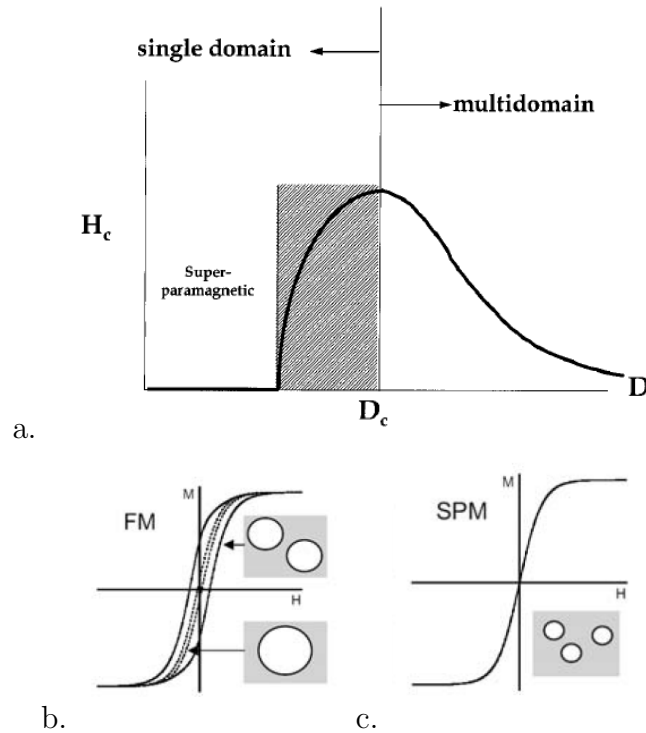 single domain
multidomain
H_c
Super-
paramagnetic
D
D_c
a.
M
FM
H
b.
M
SPM
H
c.